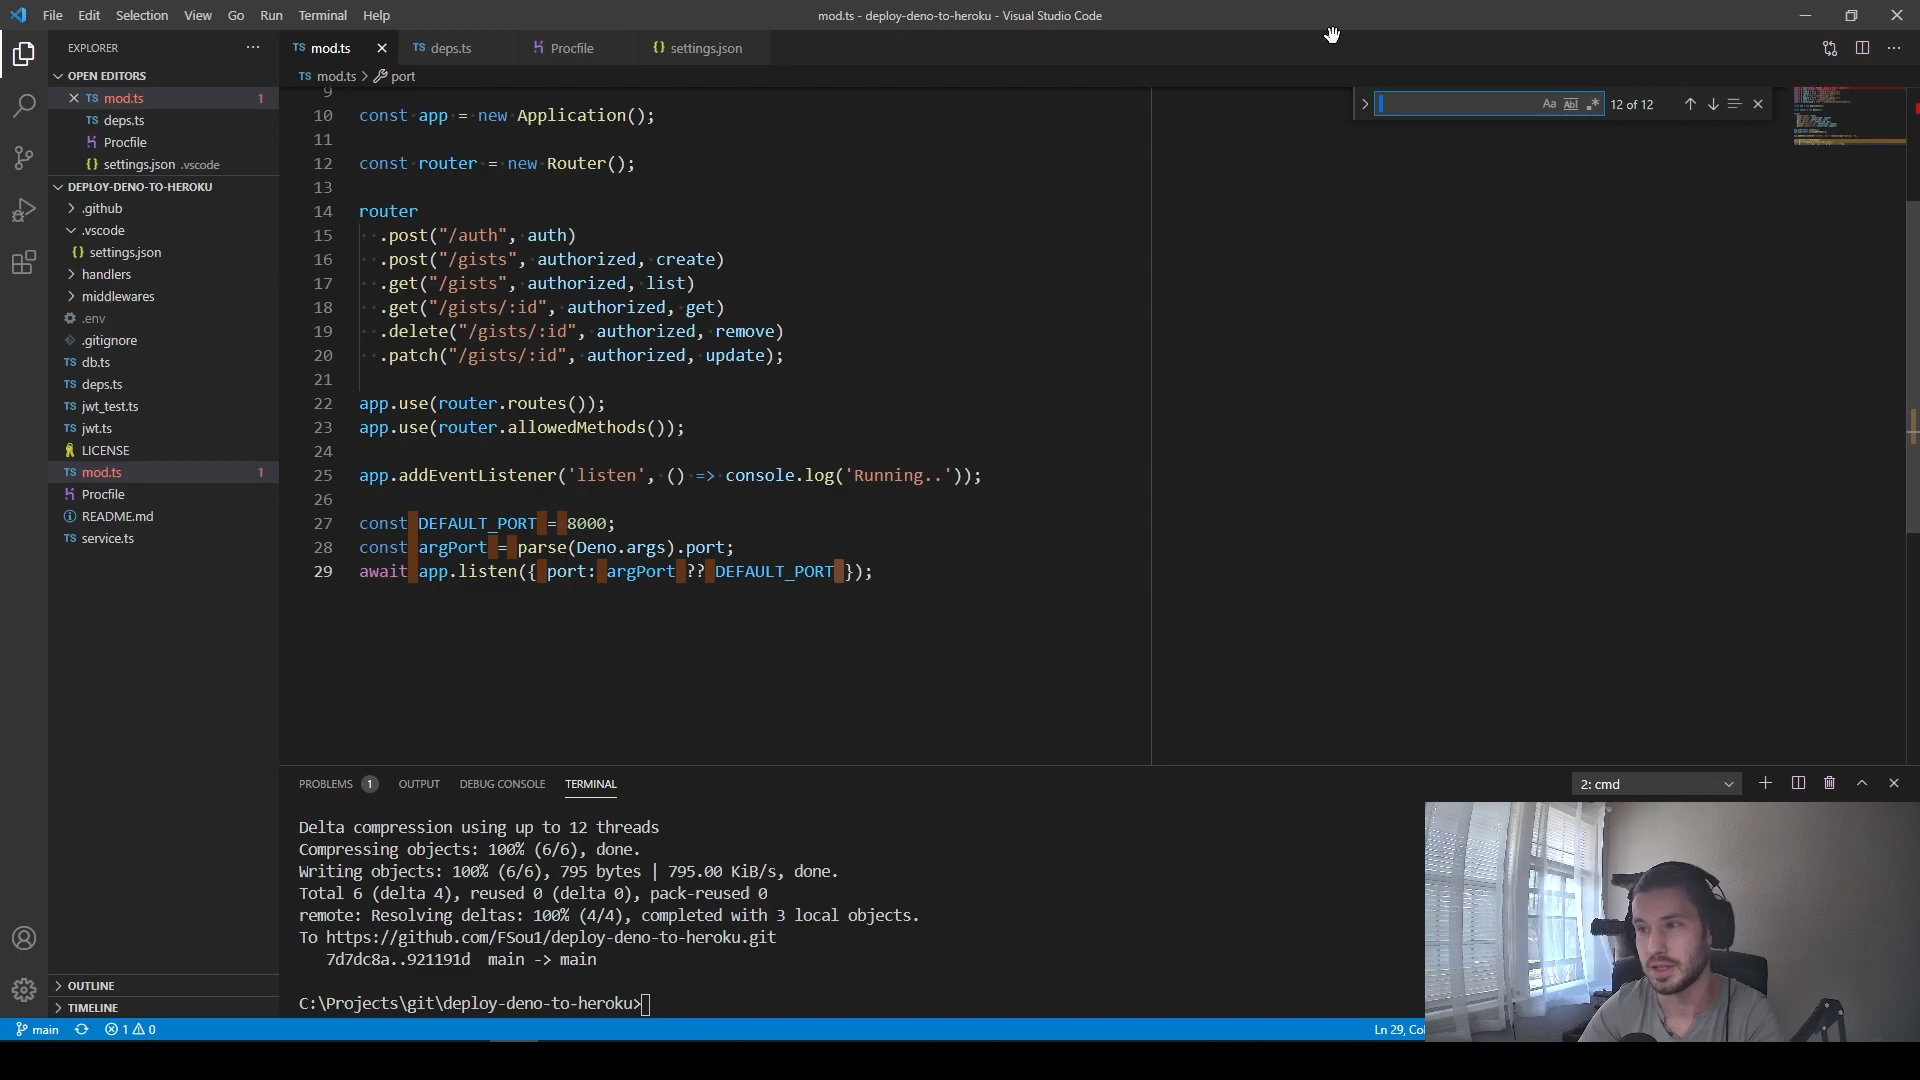 File Edit Selection View Go Run Terminal Help
mod.ts - deploy-deno-to-heroku - Visual Studio Code
EXPLORER
OPEN EDITORS
TS mod.ts 1
TS deps.ts
Procfile
{} settings.json .vscode
DEPLOY-DENO-TO-HEROKU
.github
.vscode
{} settings.json
handlers
middlewares
.env
.gitignore
TS db.ts
TS deps.ts
TS jwt_test.ts
TS jwt.ts
LICENSE
TS mod.ts 1
Procfile
README.md
TS service.ts
OUTLINE
TIMELINE
TS mod.ts
TS deps.ts
Procfile
{} settings.json
TS mod.ts > port
Aa Abl .* 12 of 12
9
10 const app = new Application();
11
12 const router = new Router();
13
14 router
15 .post("/auth", auth)
16 .post("/gists", authorized, create)
17 .get("/gists", authorized, list)
18 .get("/gists/:id", authorized, get)
19 .delete("/gists/:id", authorized, remove)
20 .patch("/gists/:id", authorized, update);
21
22 app.use(router.routes());
23 app.use(router.allowedMethods());
24
25 app.addEventListener('listen', () => console.log('Running..'));
26
27 const DEFAULT_PORT = 8000;
28 const argPort = parse(Deno.args).port;
29 await app.listen({ port: argPort ?? DEFAULT_PORT });
PROBLEMS 1 OUTPUT DEBUG CONSOLE TERMINAL
2: cmd
Delta compression using up to 12 threads
Compressing objects: 100% (6/6), done.
Writing objects: 100% (6/6), 795 bytes | 795.00 KiB/s, done.
Total 6 (delta 4), reused 0 (delta 0), pack-reused 0
remote: Resolving deltas: 100% (4/4), completed with 3 local objects.
To https://github.com/FSou1/deploy-deno-to-heroku.git
7d7dc8a..921191d main -> main
C:\Projects\git\deploy-deno-to-heroku>
main 1 0
Ln 29, Col